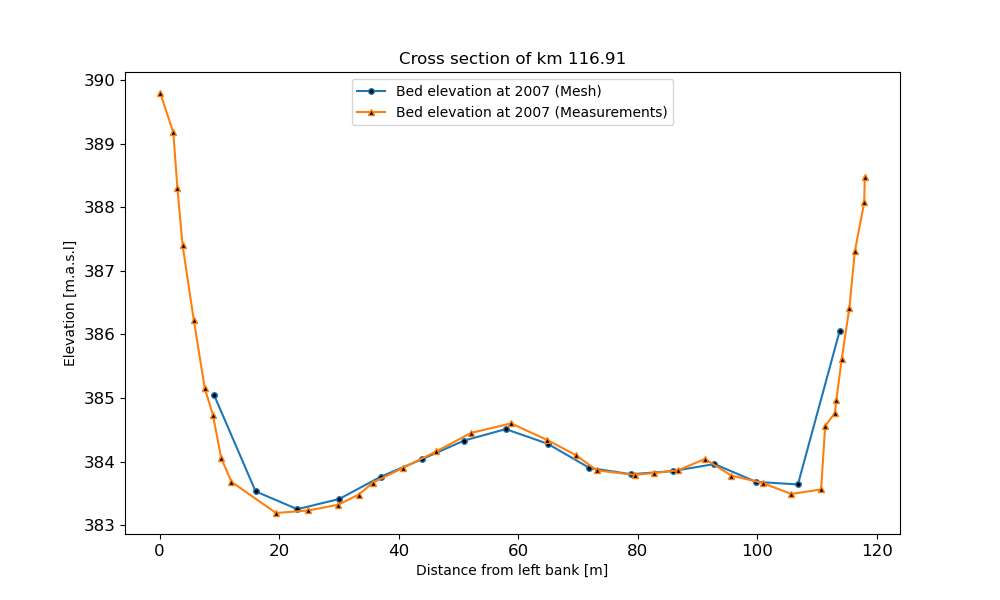 Cross section of km 116.91
Bed elevation at 2007 (Mesh)
Bed elevation at 2007 (Measurements)
390
389
388
387
386
385
384
383
Elevation [m.a.s.l]
0 20 40 60 80 100 120
Distance from left bank [m]